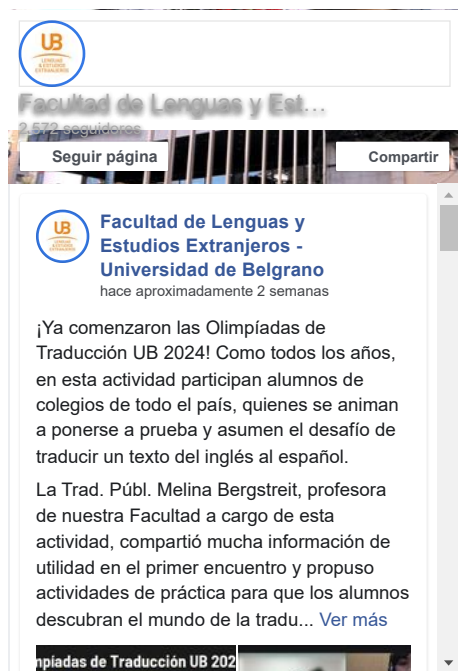 UB
LENGUAS
& ESTUDIOS
EXTRANJEROS
Facultad de Lenguas y Est…
2.572 seguidores
Seguir página
Compartir
UB
Facultad de Lenguas y
Estudios Extranjeros -
Universidad de Belgrano
hace aproximadamente 2 semanas
¡Ya comenzaron las Olimpíadas de
Traducción UB 2024! Como todos los años,
en esta actividad participan alumnos de
colegios de todo el país, quienes se animan
a ponerse a prueba y asumen el desafío de
traducir un texto del inglés al español.
La Trad. Públ. Melina Bergstreit, profesora
de nuestra Facultad a cargo de esta
actividad, compartió mucha información de
utilidad en el primer encuentro y propuso
actividades de práctica para que los alumnos
descubran el mundo de la tradu... Ver más
mpíadas de Traducción UB 202